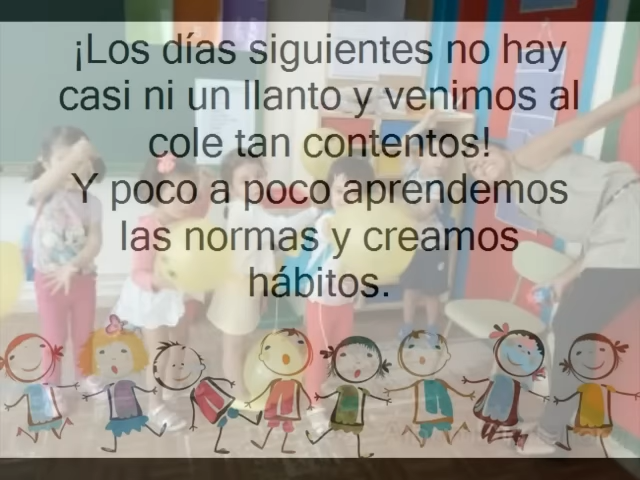 ¡Los días siguientes no hay
casi ni un llanto y venimos al
cole tan contentos!
Y poco a poco aprendemos
las normas y creamos
hábitos.